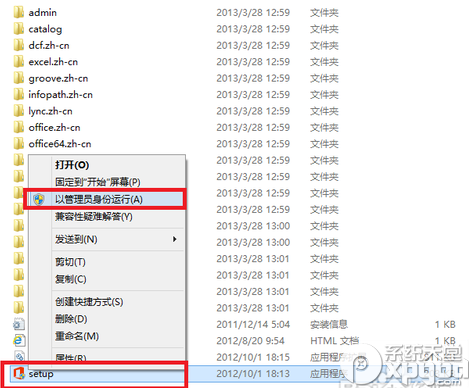 admin 2013/3/28 12:59 文件夹
catalog 2013/3/28 12:59 文件夹
dcf.zh-cn 2013/3/28 12:59 文件夹
excel.zh-cn 2013/3/28 12:59 文件夹
groove.zh-cn 2013/3/28 12:59 文件夹
infopath.zh-cn 2013/3/28 12:59 文件夹
lync.zh-cn 2013/3/28 12:59 文件夹
office.zh-cn 2013/3/28 12:59 文件夹
office64.zh-cn 2013/3/28 12:59 文件夹
打开(O) 2013/3/28 12:59 文件夹
固定到"开始"屏幕(P) 2013/3/28 12:59 文件夹
以管理员身份运行(A) 2013/3/28 12:59 文件夹
兼容性疑难解答(Y) 2013/3/28 13:00 文件夹
发送到(N) 2013/3/28 13:00 文件夹
剪切(T) 2013/3/28 13:01 文件夹
复制(C) 2013/3/28 13:01 文件夹
创建快捷方式(S) 2013/3/28 13:01 文件夹
删除(D) 2011/12/14 5:04 安装信息 1 KB
重命名(M) 2012/8/20 9:54 HTML 文档 1 KB
属性(R) 2012/10/1 18:15 应用程序
setup 2012/10/1 18:13 应用程序
系统天堂